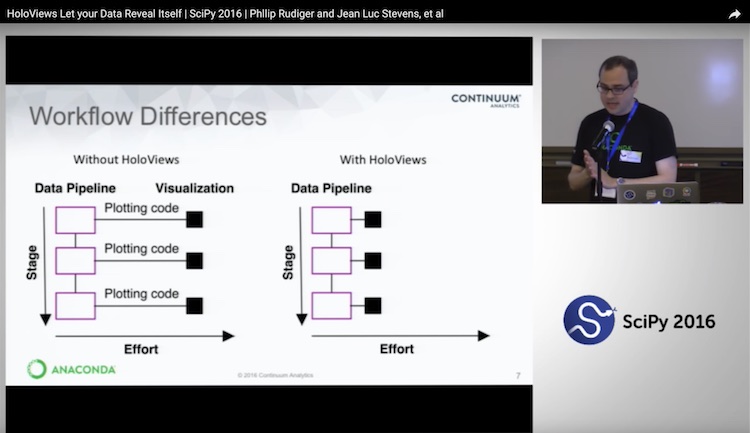 HoloViews Let your Data Reveal Itself | SciPy 2016 | Phllip Rudiger and Jean Luc Stevens, et al
CONTINUUM®
ANALYTICS
Workflow Differences
Without HoloViews
With HoloViews
Data Pipeline
Visualization
Data Pipeline
Plotting code
Plotting code
Plotting code
Stage
Stage
Effort
Effort
ANACONDA
© 2016 Continuum Analytics
7
SciPy 2016